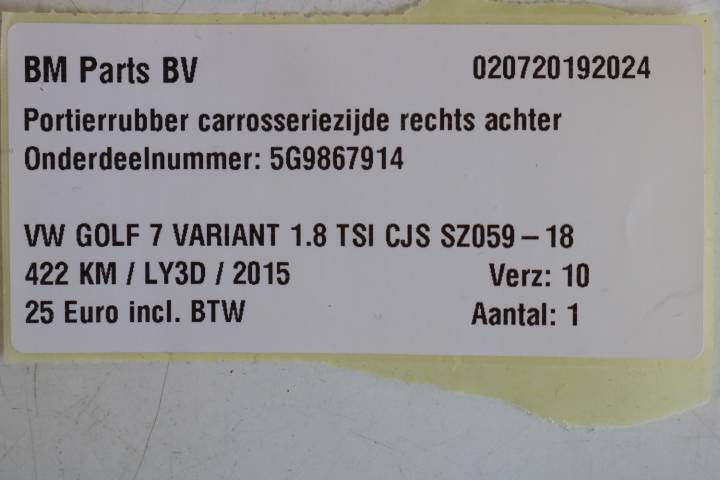 BM Parts BV 020720192024
Portierrubber carrosseriezijde rechts achter
Onderdeelnummer: 5G9867914
VW GOLF 7 VARIANT 1.8 TSI CJS SZ059 – 18
422 KM / LY3D / 2015 Verz: 10
25 Euro incl. BTW Aantal: 1